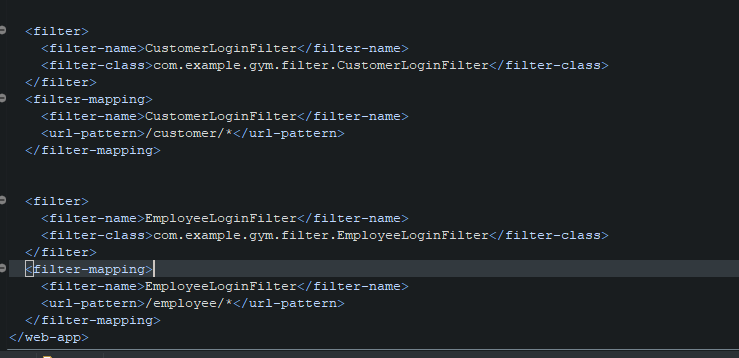 <filter>
<filter-name>CustomerLoginFilter</filter-name>
<filter-class>com.example.gym.filter.CustomerLoginFilter</filter-class>
</filter>
<filter-mapping>
<filter-name>CustomerLoginFilter</filter-name>
<url-pattern>/customer/*</url-pattern>
</filter-mapping>
<filter>
<filter-name>EmployeeLoginFilter</filter-name>
<filter-class>com.example.gym.filter.EmployeeLoginFilter</filter-class>
</filter>
<filter-mapping>
<filter-name>EmployeeLoginFilter</filter-name>
<url-pattern>/employee/*</url-pattern>
</filter-mapping>
</web-app>